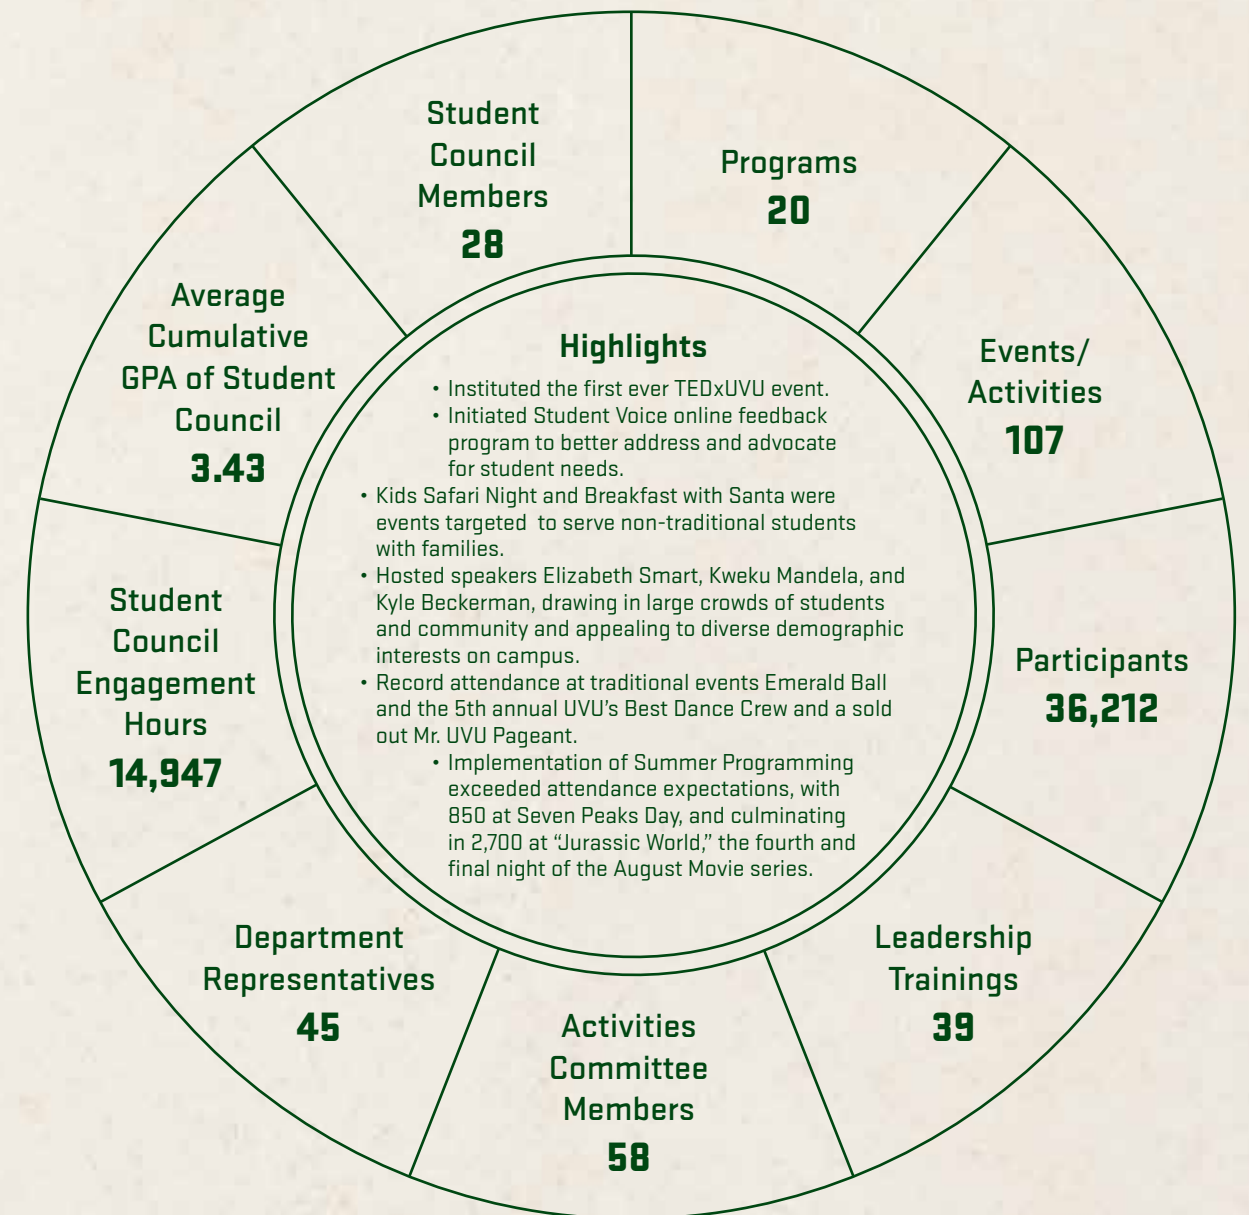 Student
Council
Members
28
Programs
20
Events/
Activities
107
Participants
36,212
Leadership
Trainings
39
Activities
Committee
Members
58
Department
Representatives
45
Student
Council
Engagement
Hours
14,947
Average
Cumulative
GPA of Student
Council
3.43
Highlights
• Instituted the first ever TEDxUVU event.
• Initiated Student Voice online feedback
program to better address and advocate
for student needs.
• Kids Safari Night and Breakfast with Santa were
events targeted  to serve non-traditional students
with families.
• Hosted speakers Elizabeth Smart, Kweku Mandela, and
Kyle Beckerman, drawing in large crowds of students
and community and appealing to diverse demographic
interests on campus.
• Record attendance at traditional events Emerald Ball
and the 5th annual UVU's Best Dance Crew and a sold
out Mr. UVU Pageant.
• Implementation of Summer Programming
exceeded attendance expectations, with
850 at Seven Peaks Day, and culminating
in 2,700 at “Jurassic World,” the fourth and
final night of the August Movie series.